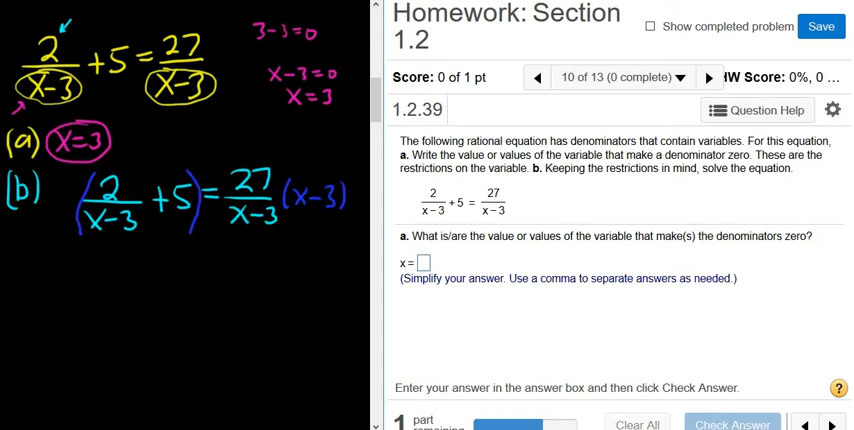 2/(x-3) + 5 = 27/(x-3)
3-3=0
x-3=0
x=3
(a) x=3
(b) (2/(x-3) + 5) = 27/(x-3) (x-3)
Homework: Section
1.2
Show completed problem
Save
Score: 0 of 1 pt
10 of 13 (0 complete)
HW Score: 0%, 0 ...
1.2.39
Question Help
The following rational equation has denominators that contain variables. For this equation,
a. Write the value or values of the variable that make a denominator zero. These are the
restrictions on the variable. b. Keeping the restrictions in mind, solve the equation.
2/(x-3) + 5 = 27/(x-3)
a. What is/are the value or values of the variable that make(s) the denominators zero?
x =
(Simplify your answer. Use a comma to separate answers as needed.)
Enter your answer in the answer box and then click Check Answer.
?
1 part
remaining
Clear All
Check Answer